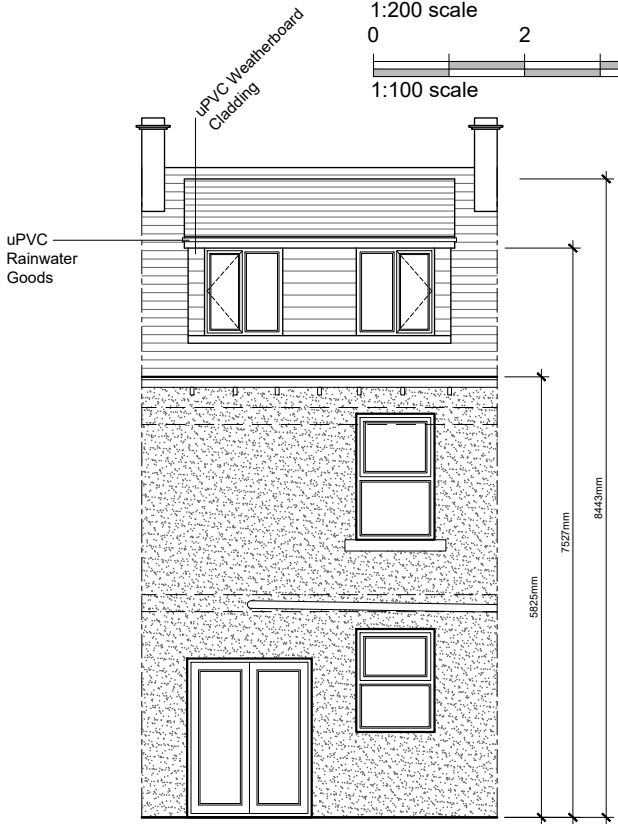 1:200 scale
0 2
1:100 scale
uPVC Weatherboard
Cladding
uPVC
Rainwater
Goods
5825mm
7527mm
8443mm